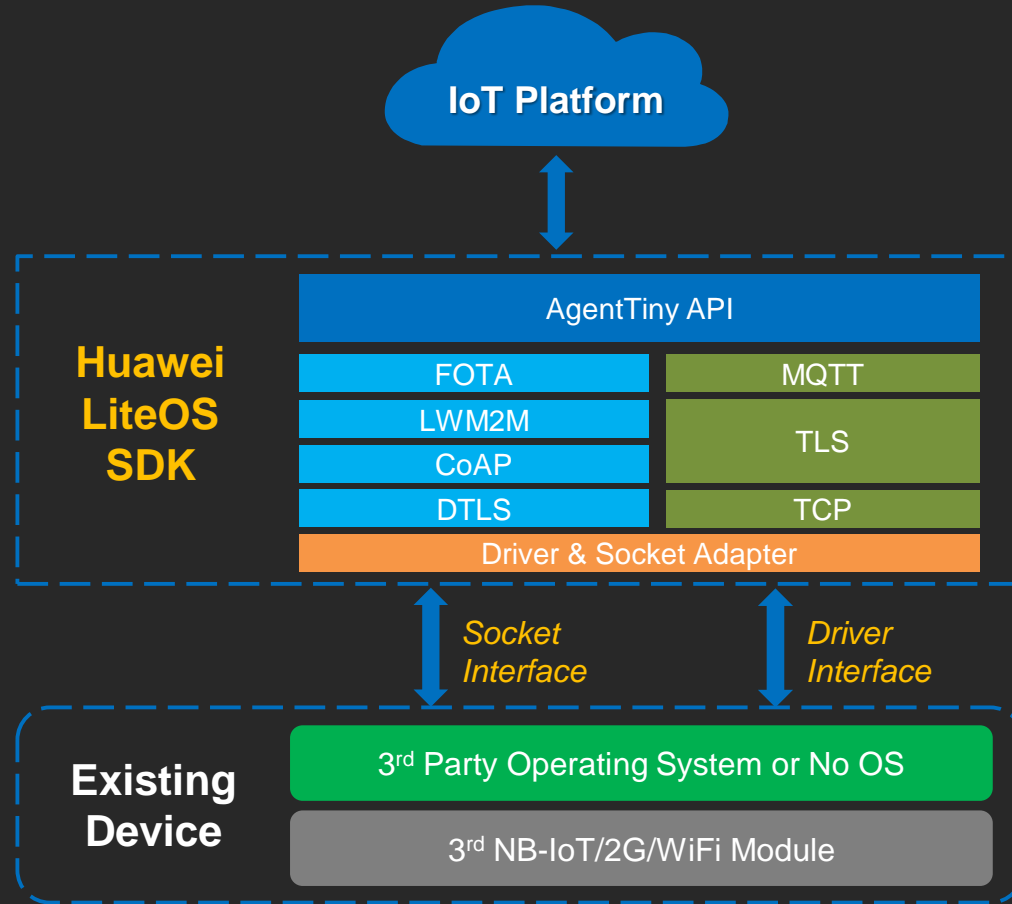 IoT Platform
AgentTiny API
Huawei
LiteOS
SDK
FOTA
LWM2M
CoAP
DTLS
MQTT
TLS
TCP
Driver & Socket Adapter
Socket
Interface
Driver
Interface
Existing
Device
3rd Party Operating System or No OS
3rd NB-IoT/2G/WiFi Module